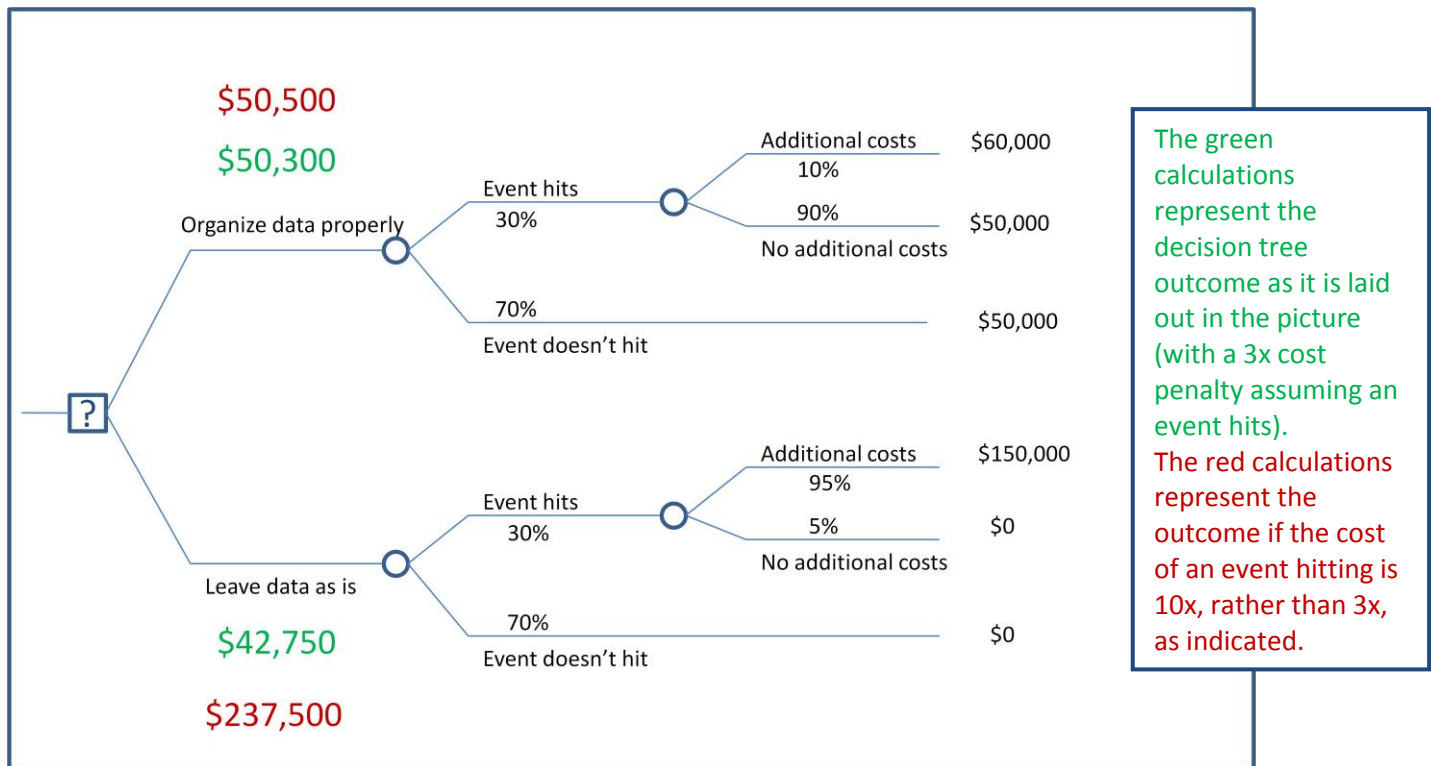 $50,500
$50,300
Organize data properly
Event hits
30%
Additional costs
10%
$60,000
90%
No additional costs
$50,000
70%
Event doesn’t hit
$50,000
?
Leave data as is
$42,750
$237,500
Event hits
30%
Additional costs
95%
$150,000
5%
No additional costs
$0
70%
Event doesn’t hit
$0
The green
calculations
represent the
decision tree
outcome as it is laid
out in the picture
(with a 3x cost
penalty assuming an
event hits).
The red calculations
represent the
outcome if the cost
of an event hitting is
10x, rather than 3x,
as indicated.